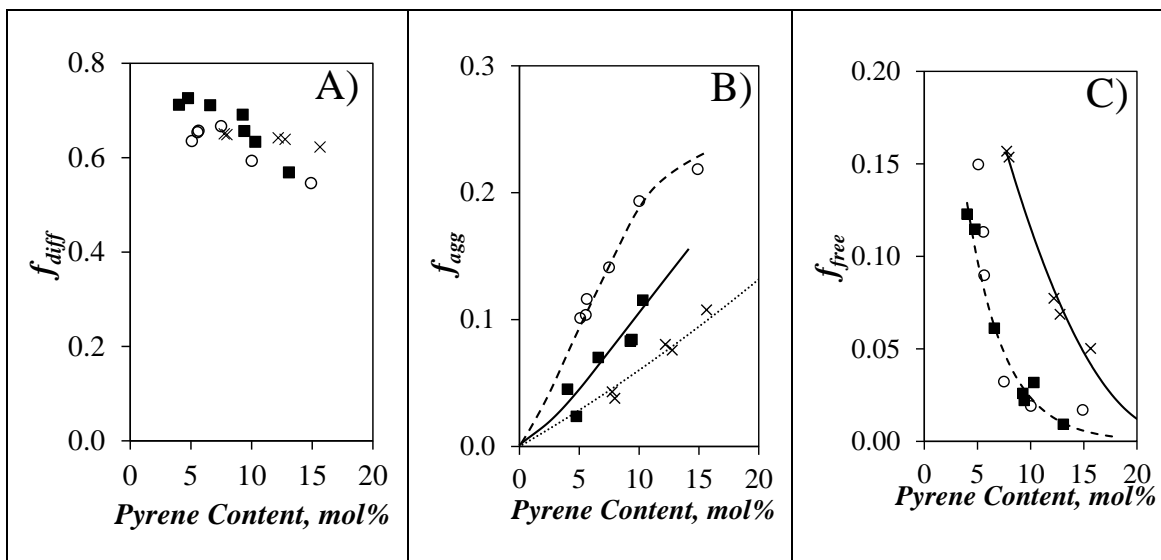 A)
0.8
0.6
0.4
0.2
0.0
f_diff
0 5 10 15 20
Pyrene Content, mol%
B)
0.3
0.2
0.1
0.0
f_agg
0 5 10 15 20
Pyrene Content, mol%
C)
0.20
0.15
0.10
0.05
0.00
f_free
0 5 10 15 20
Pyrene Content, mol%